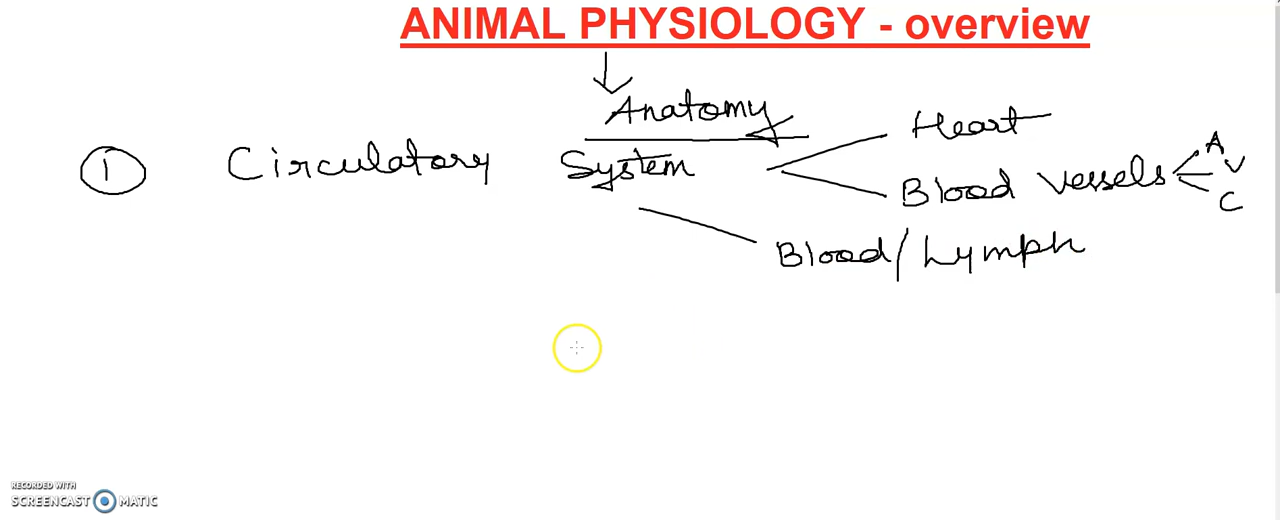 ANIMAL PHYSIOLOGY - overview
Anatomy
1 Circulatory System
Heart
Blood vessels
A
V
C
Blood/Lymph
RECORDED WITH
SCREENCAST MATIC